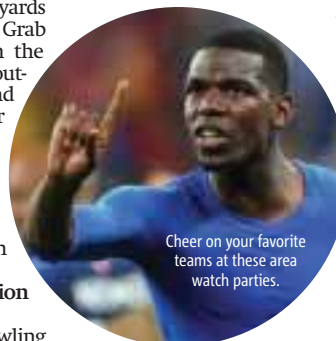 yards
Grab
n the
out-
nd
r
n
ion
wling
Cheer on your favorite
teams at these area
watch parties.